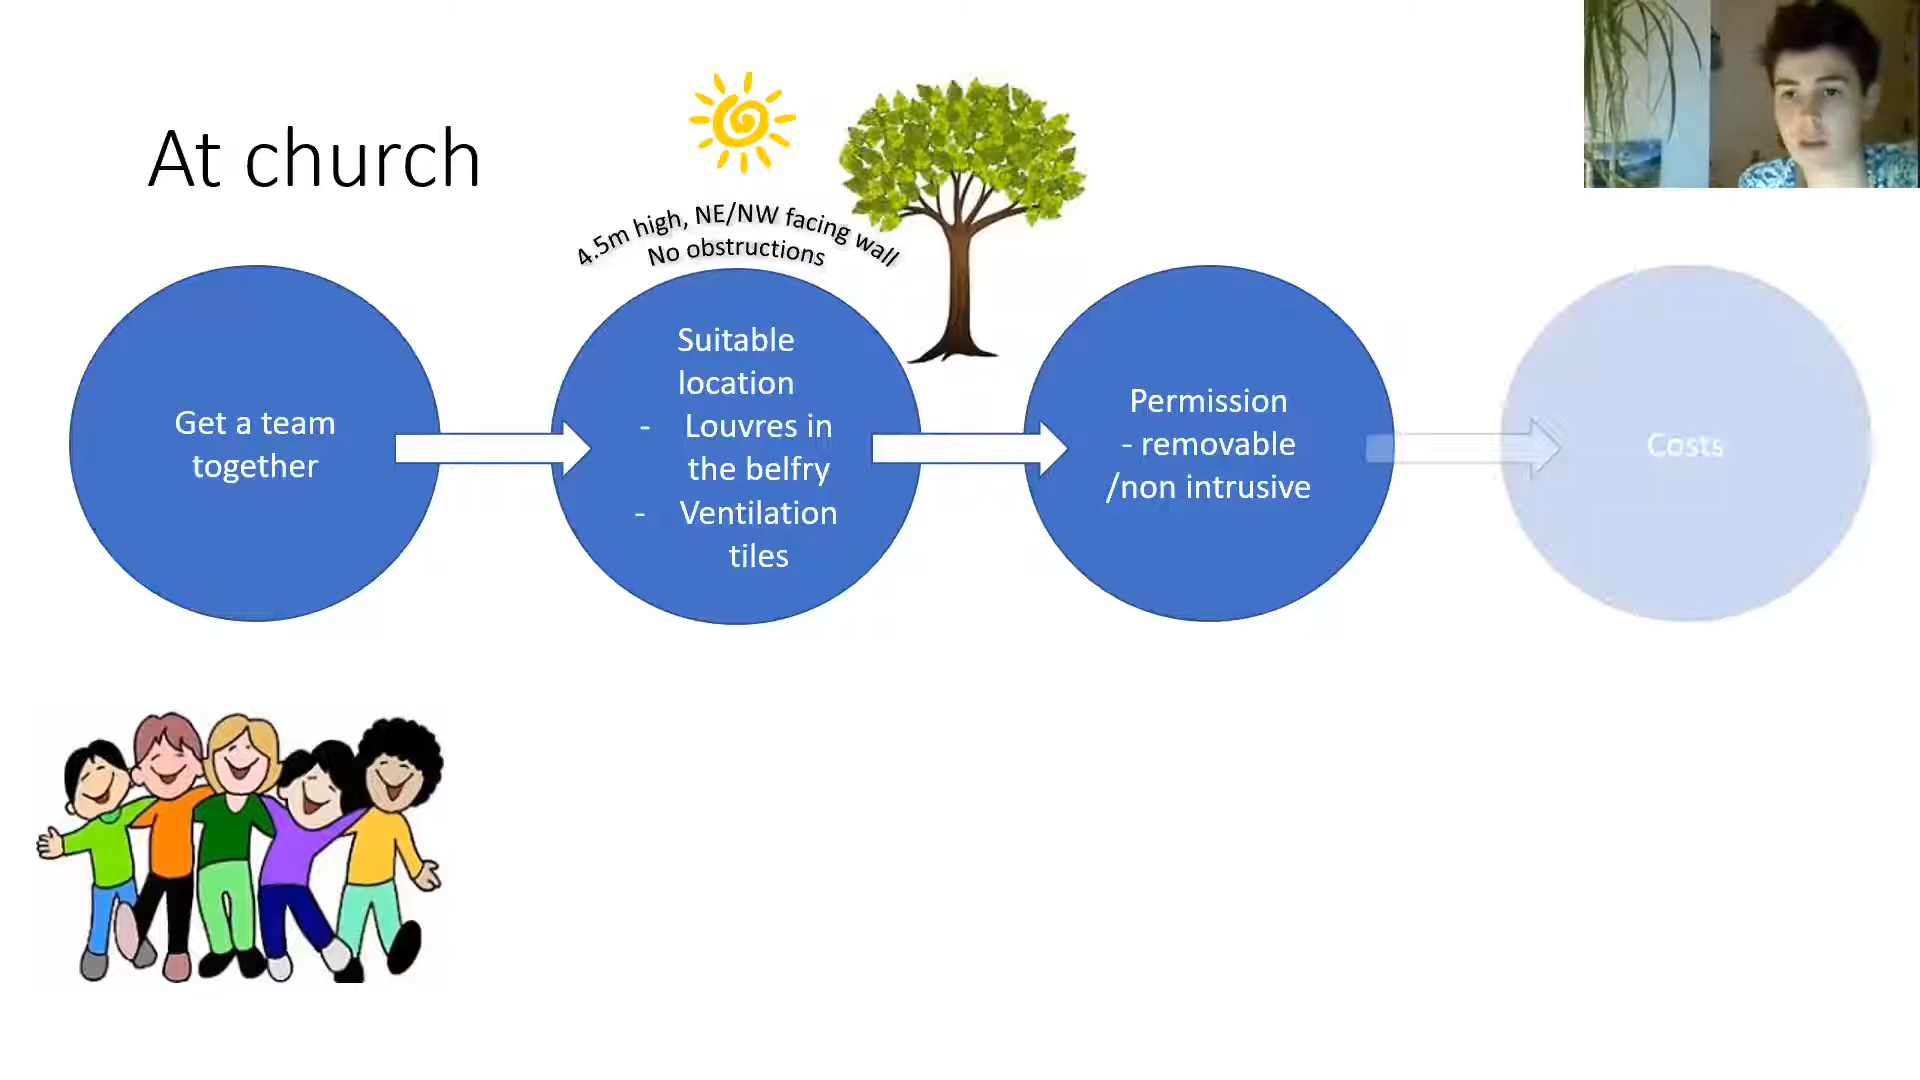 At church
4.5m high, NE/NW facing wall
No obstructions
Get a team
together
Suitable
location
- Louvres in
the belfry
- Ventilation
tiles
Permission
- removable
/non intrusive
Costs